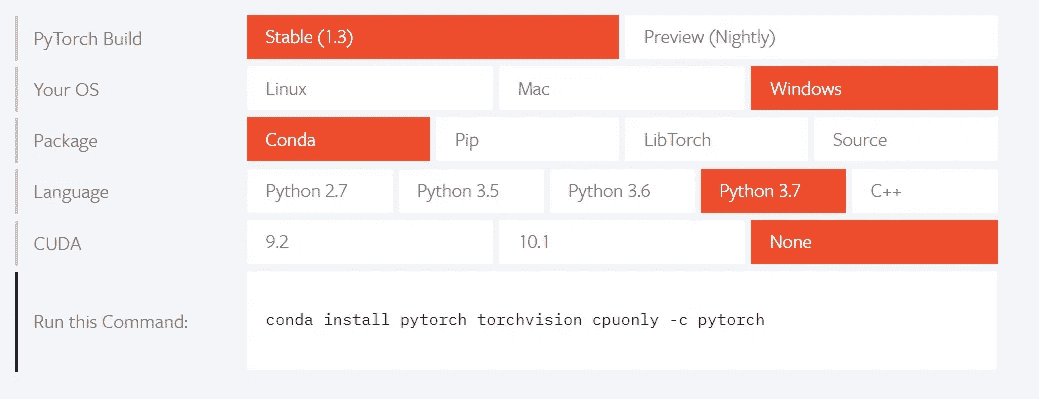 PyTorch Build Stable (1.3) Preview (Nightly)
Your OS Linux Mac Windows
Package Conda Pip LibTorch Source
Language Python 2.7 Python 3.5 Python 3.6 Python 3.7 C++
CUDA 9.2 10.1 None
Run this Command: conda install pytorch torchvision cpuonly -c pytorch